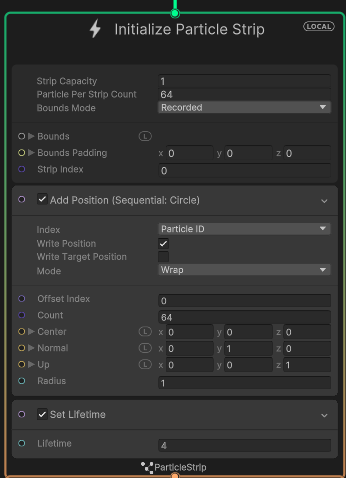 Initialize Particle Strip LOCAL
Strip Capacity 1
Particle Per Strip Count 64
Bounds Mode Recorded
Bounds L
Bounds Padding x 0 y 0 z 0
Strip Index 0
Add Position (Sequential: Circle)
Index Particle ID
Write Position
Write Target Position
Mode Wrap
Offset Index 0
Count 64
Center L x 0 y 0 z 0
Normal L x 0 y 1 z 0
Up L x 0 y 0 z 1
Radius 1
Set Lifetime
Lifetime 4
ParticleStrip